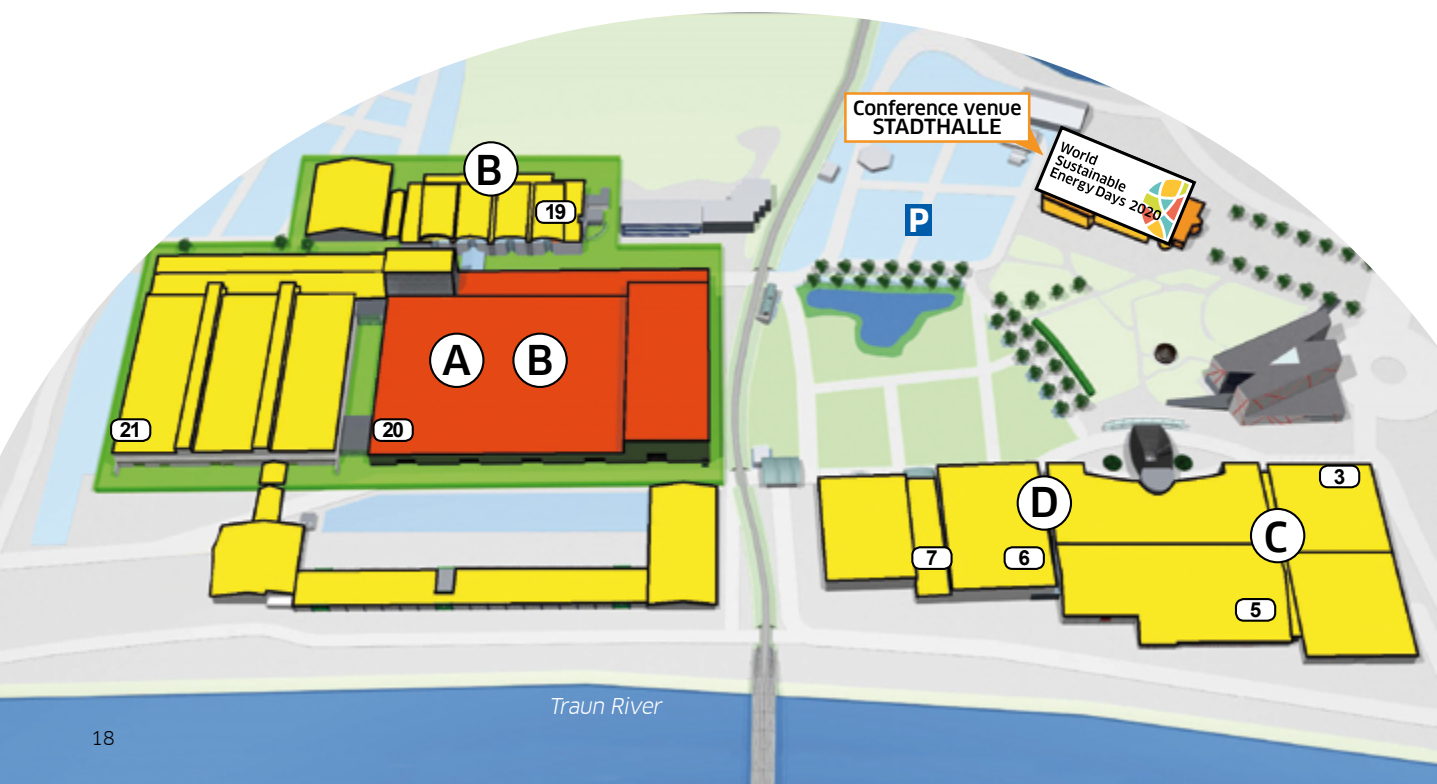 Conference venue
STADTHALLE
World
Sustainable
Energy Days 2020
B
19
P
A
B
21
20
3
D
C
7
6
5
Traun River
18